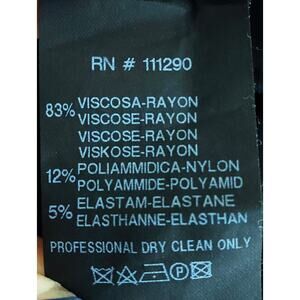 RN # 111290
83% VISCOSA-RAYON
VISCOSE-RAYON
VISCOSE-RAYON
VISKOSE-RAYON
12% POLIAMMIDICA-NYLON
POLYAMMIDE-POLYAMID
5% ELASTAM-ELASTANE
ELASTHANNE-ELASTHAN
PROFESSIONAL DRY CLEAN ONLY
P